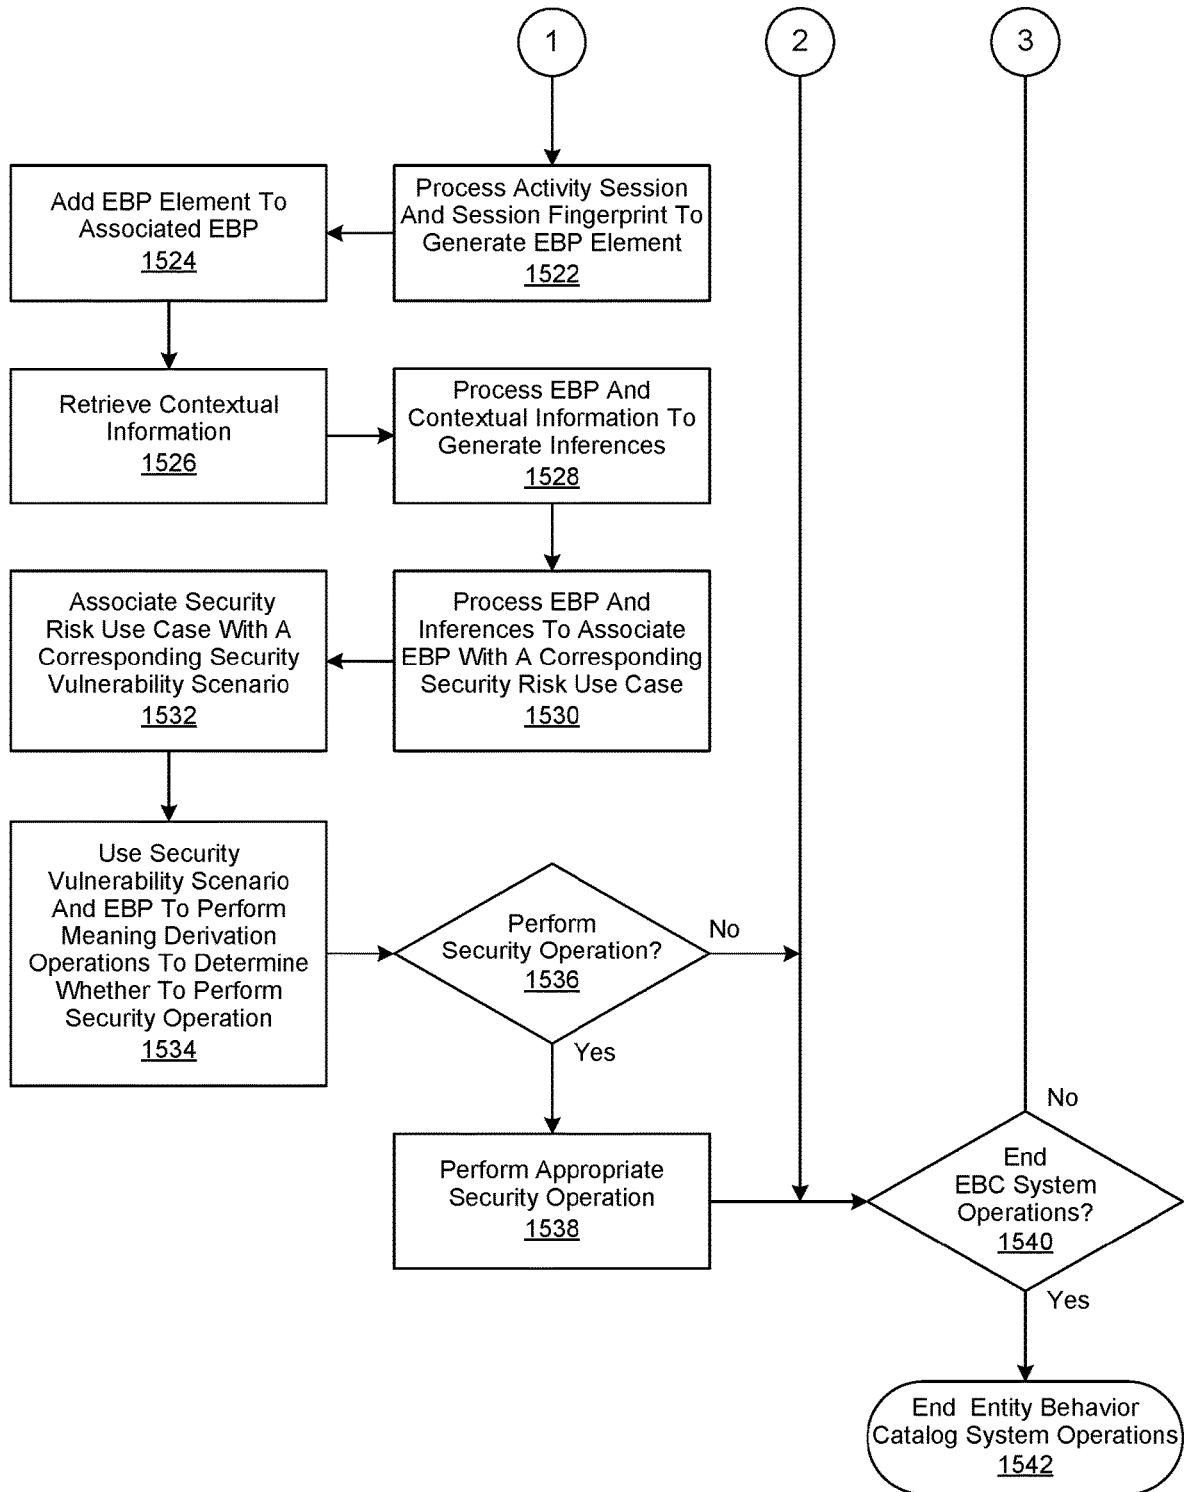 1
2
3
Process Activity Session
And Session Fingerprint To
Generate EBP Element
1522
Add EBP Element To
Associated EBP
1524
Retrieve Contextual
Information
1526
Process EBP And
Contextual Information To
Generate Inferences
1528
Process EBP And
Inferences To Associate
EBP With A Corresponding
Security Risk Use Case
1530
Associate Security
Risk Use Case With A
Corresponding Security
Vulnerability Scenario
1532
Use Security
Vulnerability Scenario
And EBP To Perform
Meaning Derivation
Operations To Determine
Whether To Perform
Security Operation
1534
Perform
Security Operation?
1536
No
Yes
Perform Appropriate
Security Operation
1538
No
End
EBC System
Operations?
1540
Yes
End Entity Behavior
Catalog System Operations
1542